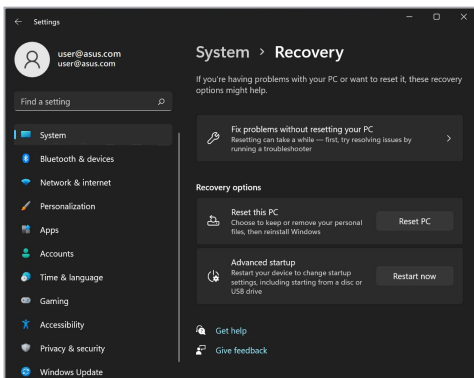 Settings
user@asus.com
user@asus.com
Find a setting
System
Bluetooth & devices
Network & internet
Personalization
Apps
Accounts
Time & language
Gaming
Accessibility
Privacy & security
Windows Update
System > Recovery
If you're having problems with your PC or want to reset it, these recovery
options might help.
Fix problems without resetting your PC
Resetting can take a while — first, try resolving issues by
running a troubleshooter
Recovery options
Reset this PC
Choose to keep or remove your personal
files, then reinstall Windows
Reset PC
Advanced startup
Restart your device to change startup
settings, including starting from a disc or
USB drive
Restart now
Get help
Give feedback